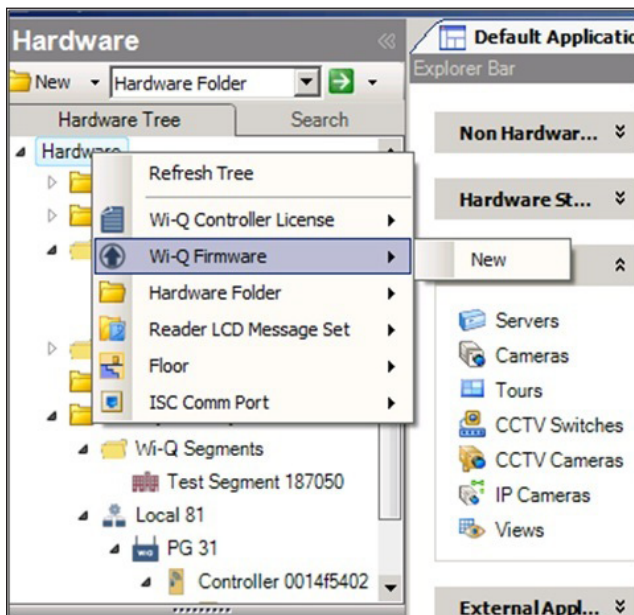 Hardware
New
Hardware Folder
Hardware Tree
Search
Hardware
Refresh Tree
Wi-Q Controller License
Wi-Q Firmware
Hardware Folder
Reader LCD Message Set
Floor
ISC Comm Port
New
Wi-Q Segments
Test Segment 187050
Local 81
wiQ
PG 31
Controller 0014f5402
Default Applicatio
Explorer Bar
Non Hardwar...
Hardware St...
Servers
Cameras
Tours
CCTV Switches
CCTV Cameras
IP Cameras
Views
External Appl...